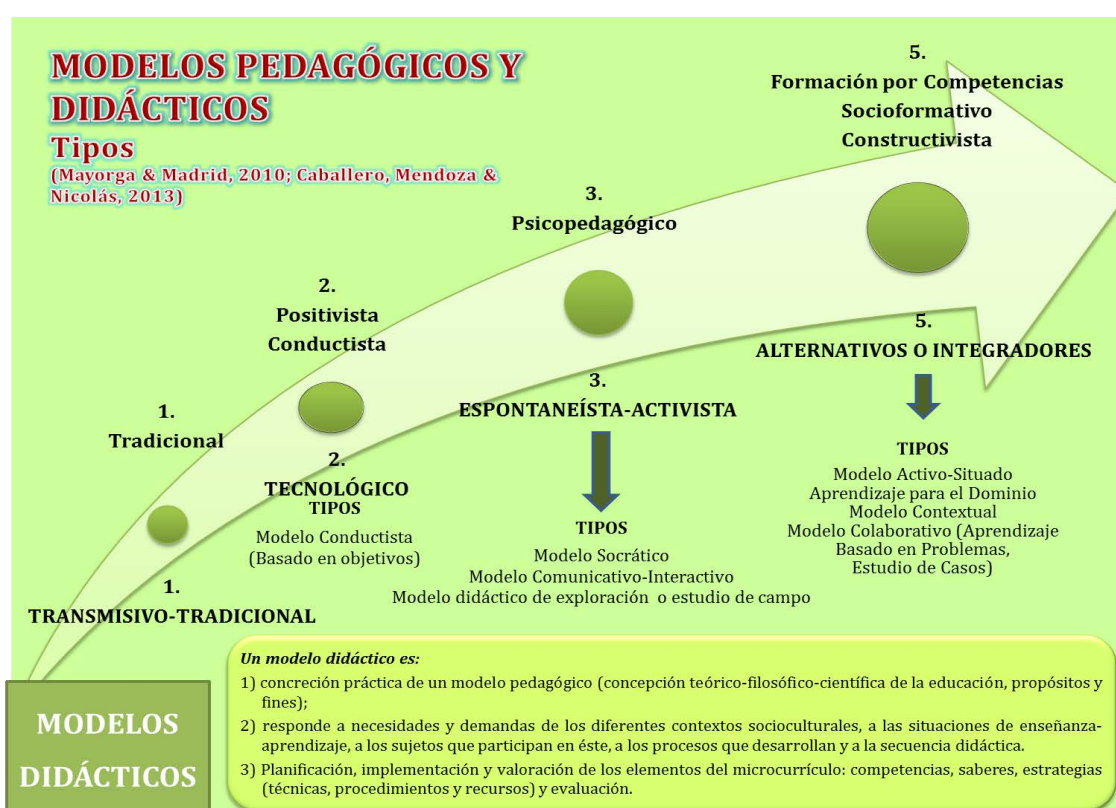 MODELOS PEDAGÓGICOS Y
DIDÁCTICOS
Tipos
(Mayorga & Madrid, 2010; Caballero, Mendoza &
Nicolás, 2013)
5.
Formación por Competencias
Socioformativo
Constructivista
3.
Psicopedagógico
2.
Positivista
Conductista
1.
Tradicional
5.
ALTERNATIVOS O INTEGRADORES
TIPOS
Modelo Activo-Situado
Aprendizaje para el Dominio
Modelo Contextual
Modelo Colaborativo (Aprendizaje
Basado en Problemas,
Estudio de Casos)
3.
ESPONTANEÍSTA-ACTIVISTA
TIPOS
Modelo Socrático
Modelo Comunicativo-Interactivo
Modelo didáctico de exploración o estudio de campo
2.
TECNOLÓGICO
TIPOS
Modelo Conductista
(Basado en objetivos)
1.
TRANSMISIVO-TRADICIONAL
MODELOS
DIDÁCTICOS
Un modelo didáctico es:
1) concreción práctica de un modelo pedagógico (concepción teórico-filosófico-científica de la educación, propósitos y
fines);
2) responde a necesidades y demandas de los diferentes contextos socioculturales, a las situaciones de enseñanza-
aprendizaje, a los sujetos que participan en éste, a los procesos que desarrollan y a la secuencia didáctica.
3) Planificación, implementación y valoración de los elementos del microcurrículo: competencias, saberes, estrategias
(técnicas, procedimientos y recursos) y evaluación.